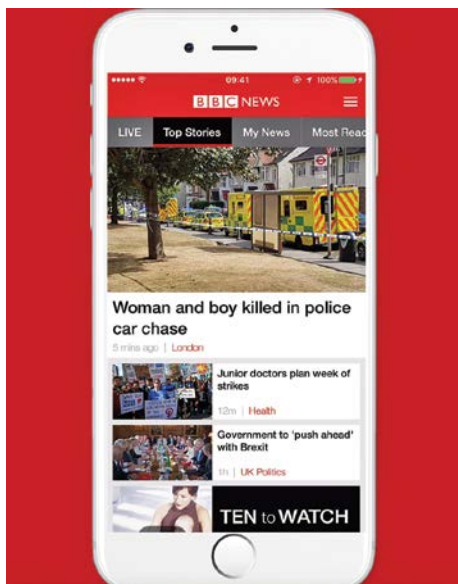 09:41
100%
BBC NEWS
LIVE Top Stories My News Most Read
Woman and boy killed in police
car chase
5 mins ago | London
Junior doctors plan week of
strikes
12m | Health
Government to 'push ahead'
with Brexit
1h | UK Politics
TEN to WATCH